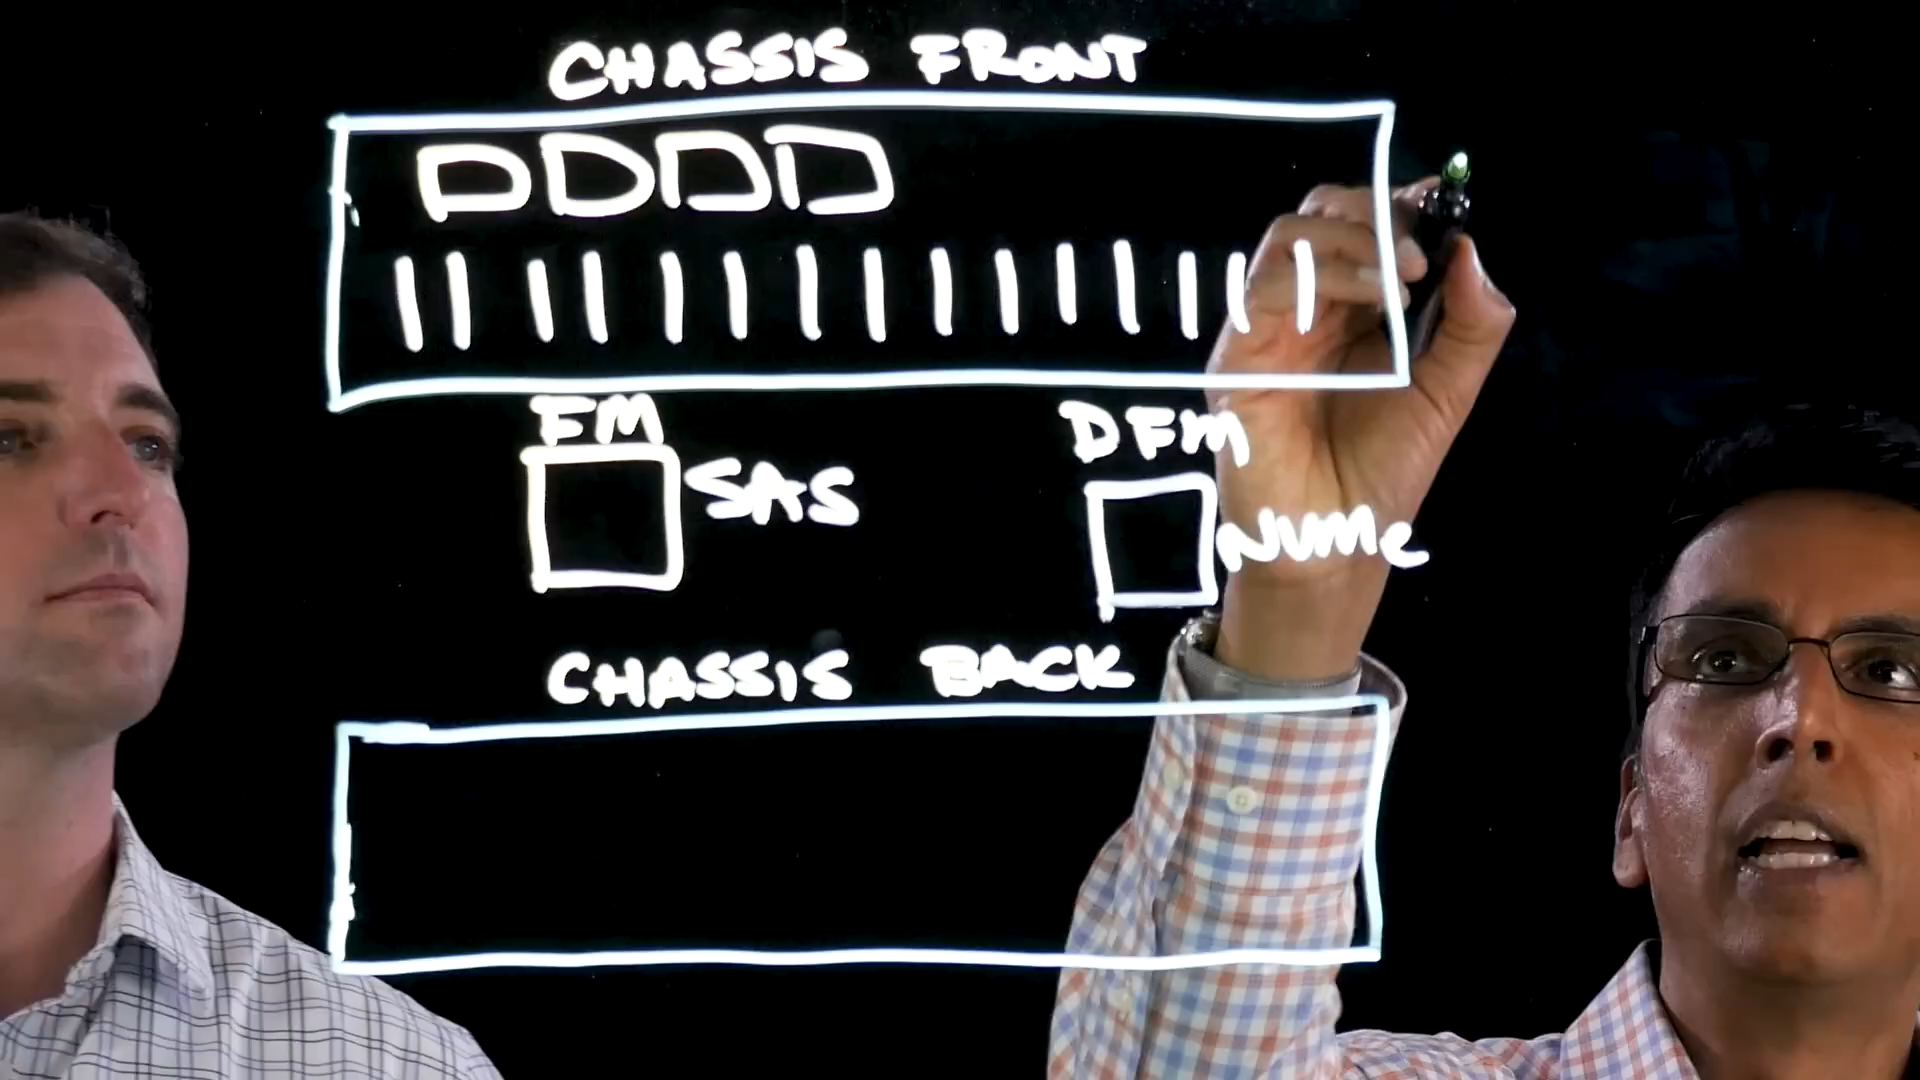 CHASSIS FRONT
FM
DFM
SAS
NVMe
CHASSIS BACK